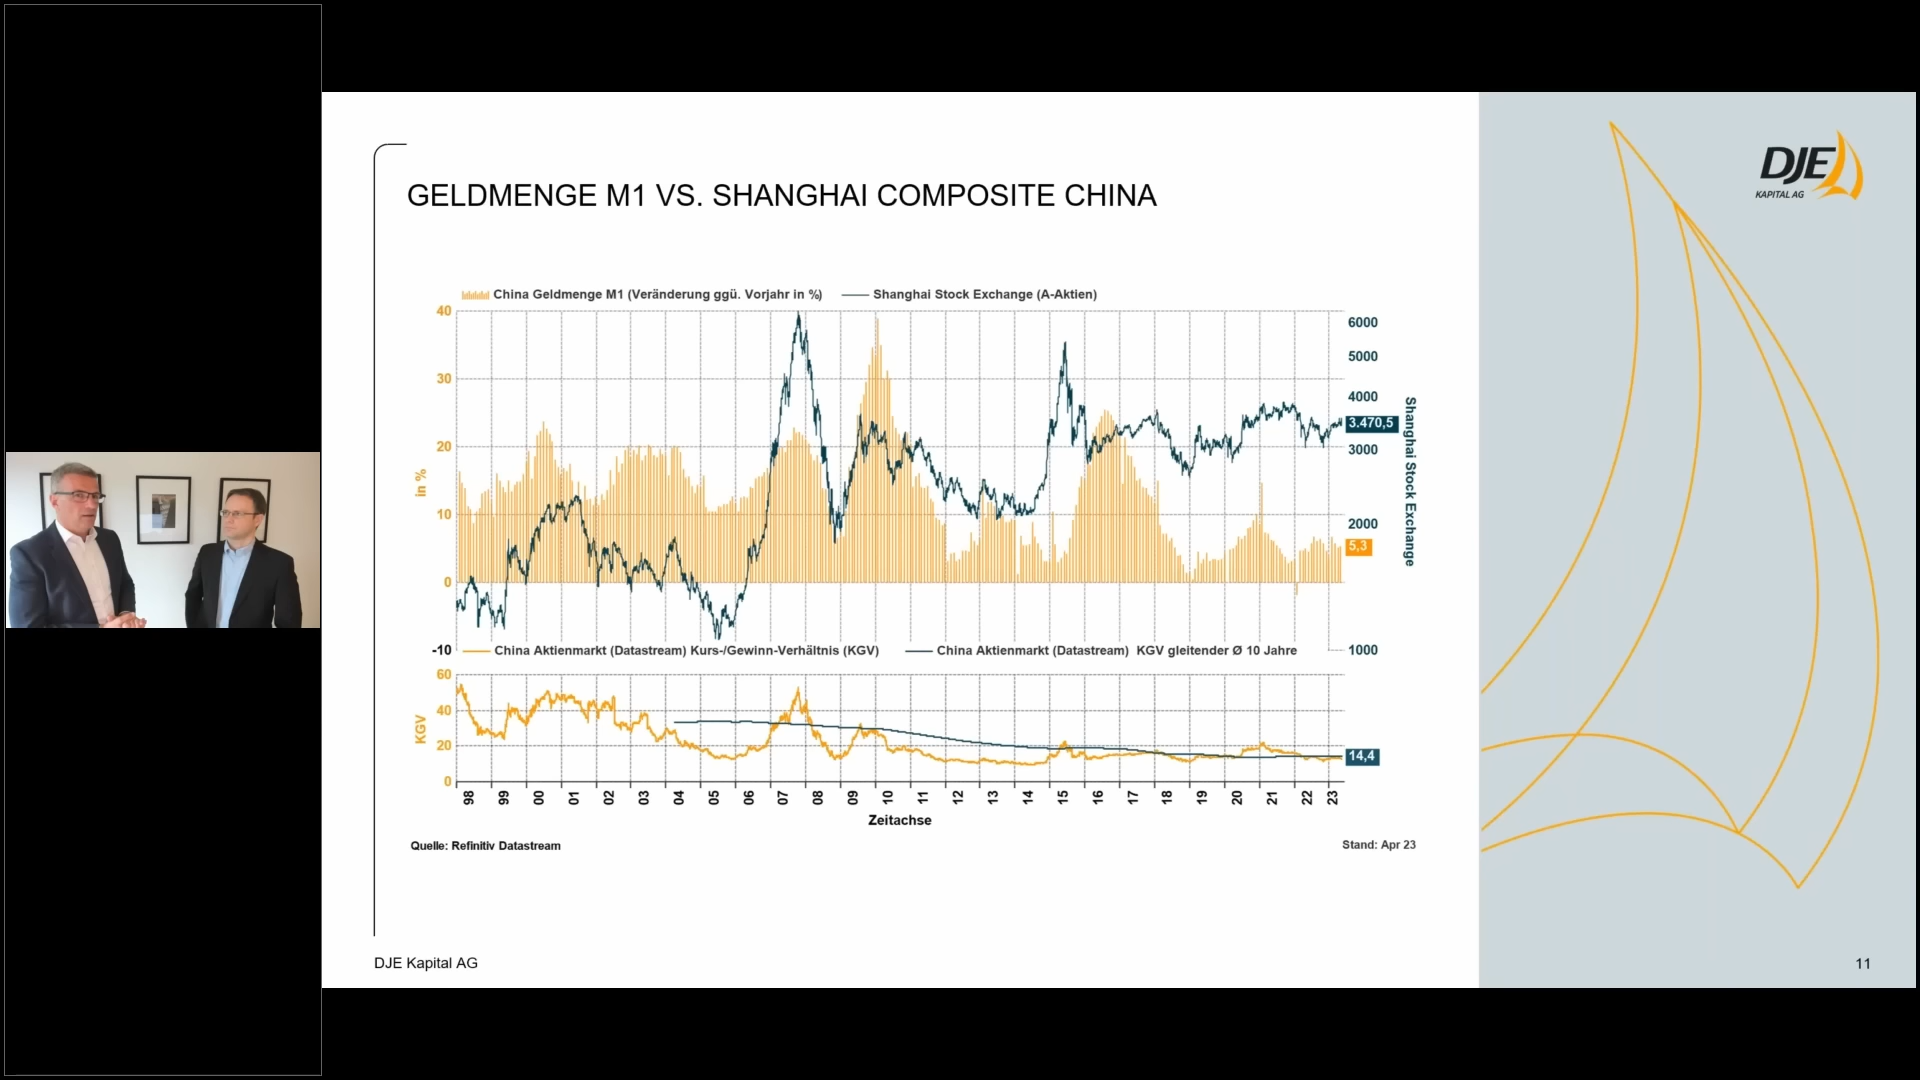 DJE
KAPITAL AG
GELDMENGE M1 VS. SHANGHAI COMPOSITE CHINA
China Geldmenge M1 (Veränderung ggü. Vorjahr in %) Shanghai Stock Exchange (A-Aktien)
40
30
20
10
0
-10
in %
6000
5000
4000
3.470,5
3000
2000
5,3
1000
Shanghai Stock Exchange
China Aktienmarkt (Datastream) Kurs-/Gewinn-Verhältnis (KGV) China Aktienmarkt (Datastream) KGV gleitender Ø 10 Jahre
60
40
20
0
KGV
14,4
98 99 00 01 02 03 04 05 06 07 08 09 10 11 12 13 14 15 16 17 18 19 20 21 22 23
Zeitachse
Quelle: Refinitiv Datastream
Stand: Apr 23
DJE Kapital AG
11